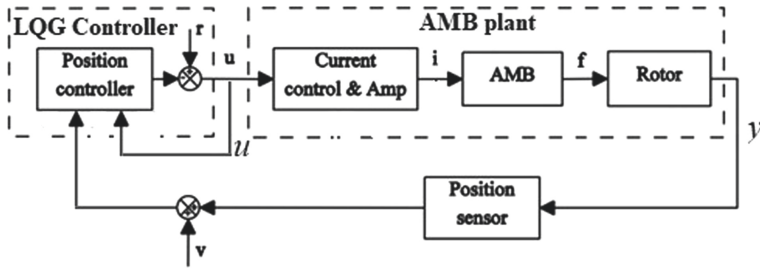 LQG Controller
AMB plant
r
Position
controller
u
Current
control & Amp
i
AMB
f
Rotor
u
y
Position
sensor
v